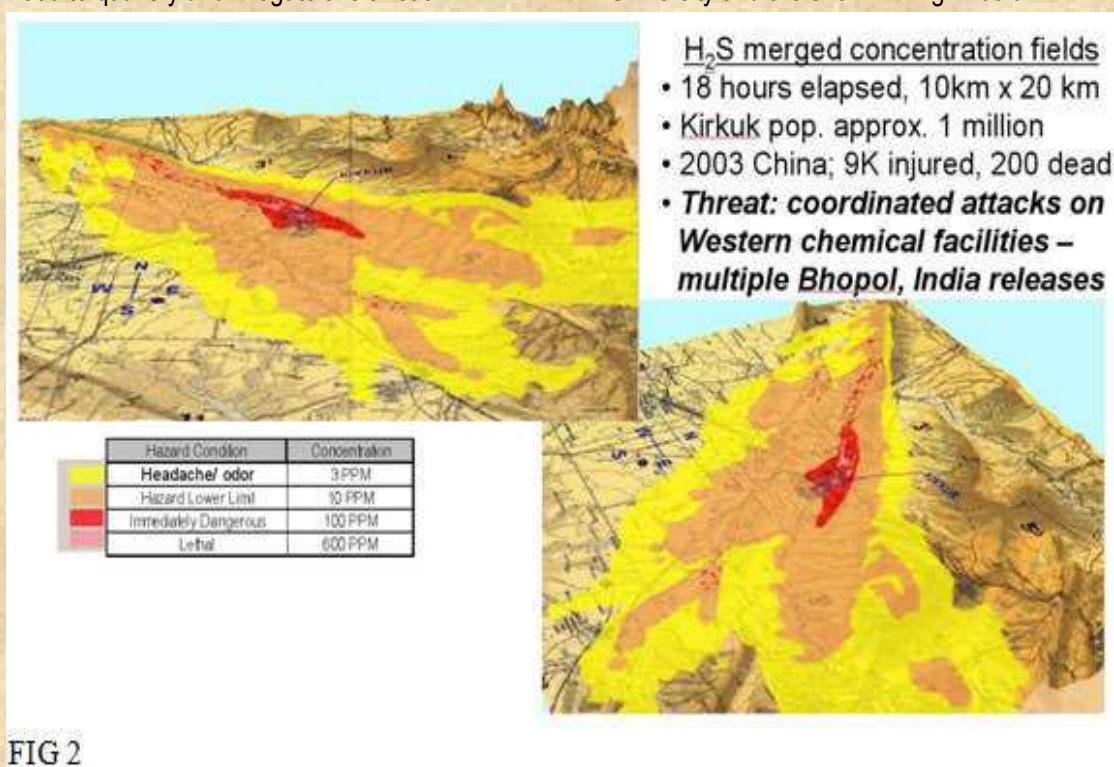 H₂S merged concentration fields
• 18 hours elapsed, 10km x 20 km
• Kirkuk pop. approx. 1 million
• 2003 China; 9K injured, 200 dead
• Threat: coordinated attacks on
Western chemical facilities –
multiple Bhopol, India releases
KIRKUK
N
W E
S
Hazard Condition Concentration
Headache/ odor 3 PPM
Hazard Lower Limit 10 PPM
Immediately Dangerous 100 PPM
Lethal 600 PPM
FIG 2